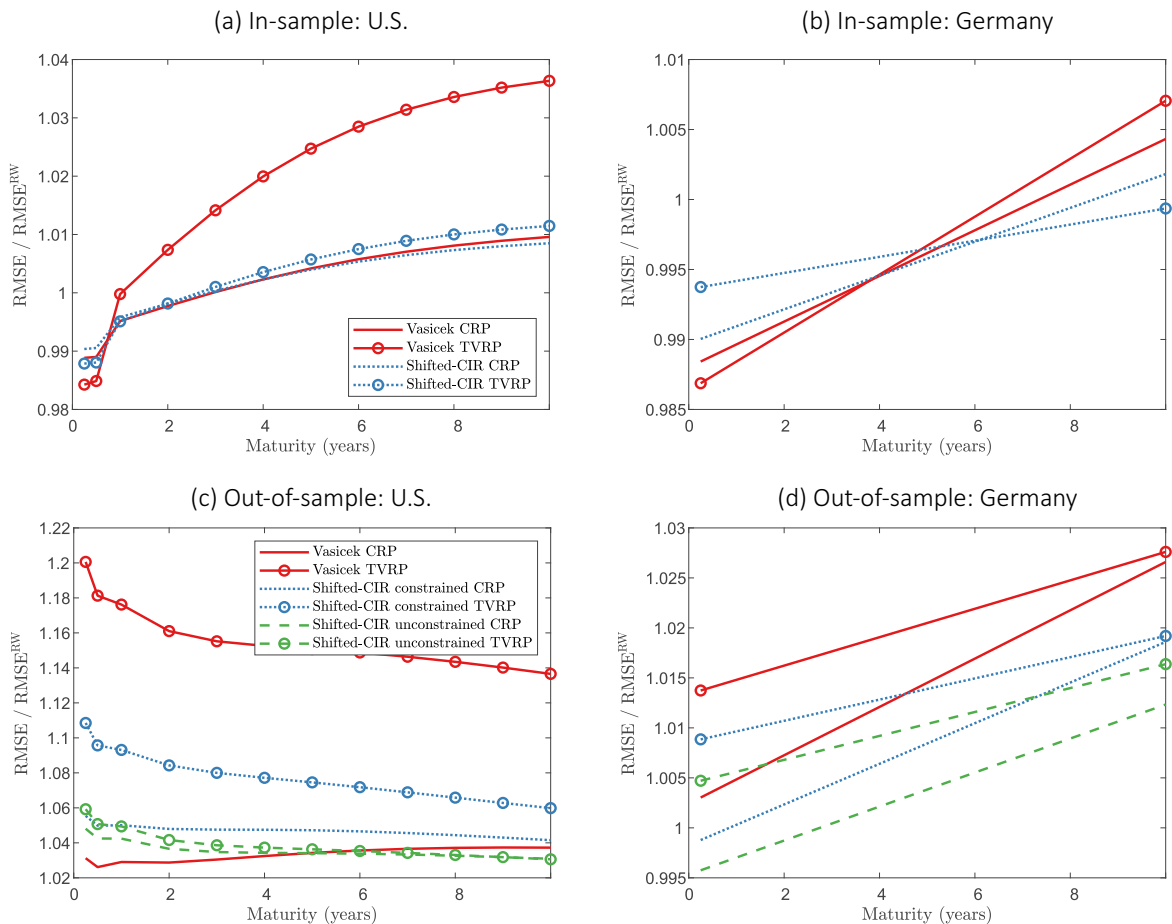 (a) In-sample: U.S.
RMSE / RMSE^RW
1.04
1.03
1.02
1.01
1
0.99
0.98
0
2
4
6
8
Maturity (years)
Vasicek CRP
Vasicek TVRP
Shifted-CIR CRP
Shifted-CIR TVRP
(b) In-sample: Germany
RMSE / RMSE^RW
1.01
1.005
1
0.995
0.99
0.985
0
2
4
6
8
Maturity (years)
(c) Out-of-sample: U.S.
RMSE / RMSE^RW
1.22
1.2
1.18
1.16
1.14
1.12
1.1
1.08
1.06
1.04
1.02
0
2
4
6
8
Maturity (years)
Vasicek CRP
Vasicek TVRP
Shifted-CIR constrained CRP
Shifted-CIR constrained TVRP
Shifted-CIR unconstrained CRP
Shifted-CIR unconstrained TVRP
(d) Out-of-sample: Germany
RMSE / RMSE^RW
1.03
1.025
1.02
1.015
1.01
1.005
1
0.995
0
2
4
6
8
Maturity (years)